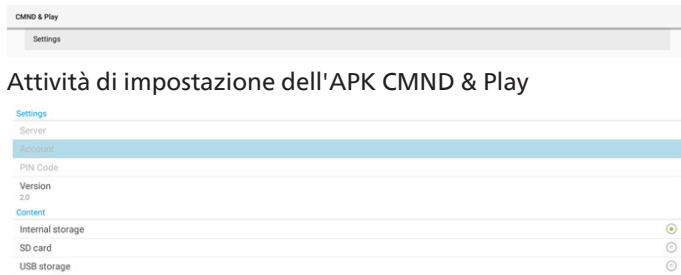 CMND & Play
Settings
Attività di impostazione dell'APK CMND & Play
Settings
Server
Account
PIN Code
Version
2.0
Content
Internal storage
SD card
USB storage